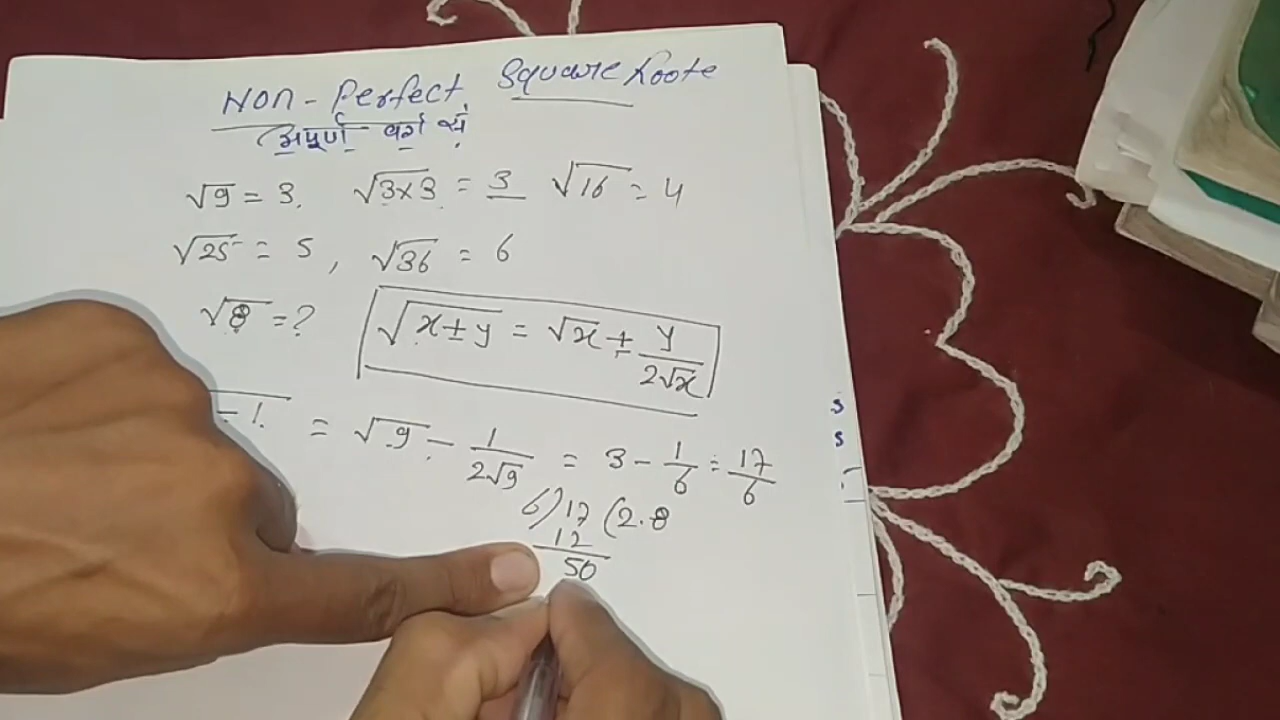 Non-Perfect Square Roote
अपूर्ण वर्ग से
√9 = 3. √3×3 = 3 √16 = 4
√25 = 5 , √36 = 6
√8 = ? √x±y = √x ± y/2√x
- 1 = √9 - 1/2√9 = 3 - 1/6 = 17/6
6)17(2.8
12
50
s
s